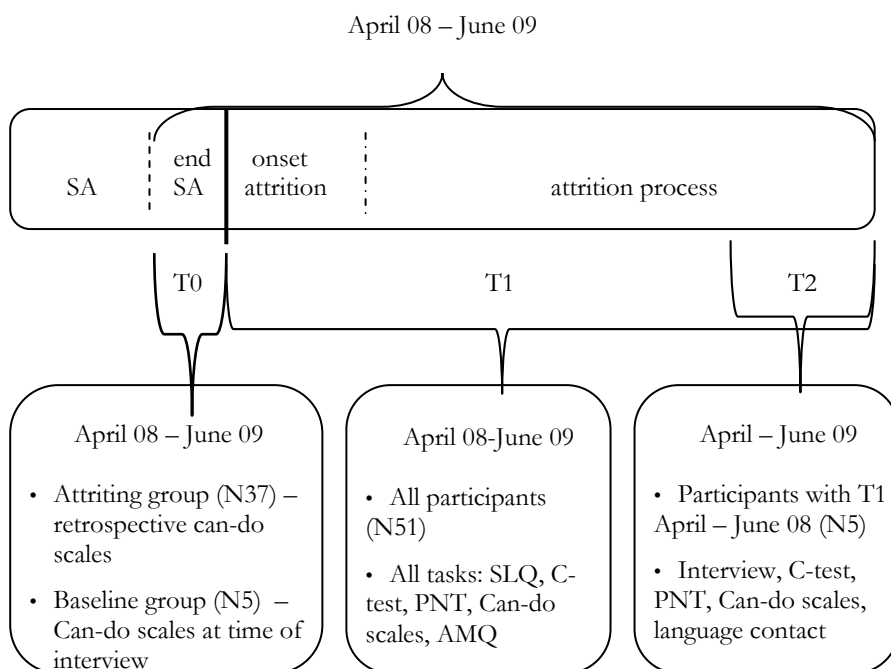 April 08 – June 09
SA
end
SA
onset
attrition
attrition process
T0
T1
T2
April 08 – June 09
• Attriting group (N37) –
retrospective can-do
scales
• Baseline group (N5) –
Can-do scales at time of
interview
April 08-June 09
• All participants
(N51)
• All tasks: SLQ, C-
test, PNT, Can-do
scales, AMQ
April – June 09
• Participants with T1
April – June 08 (N5)
• Interview, C-test,
PNT, Can-do scales,
language contact